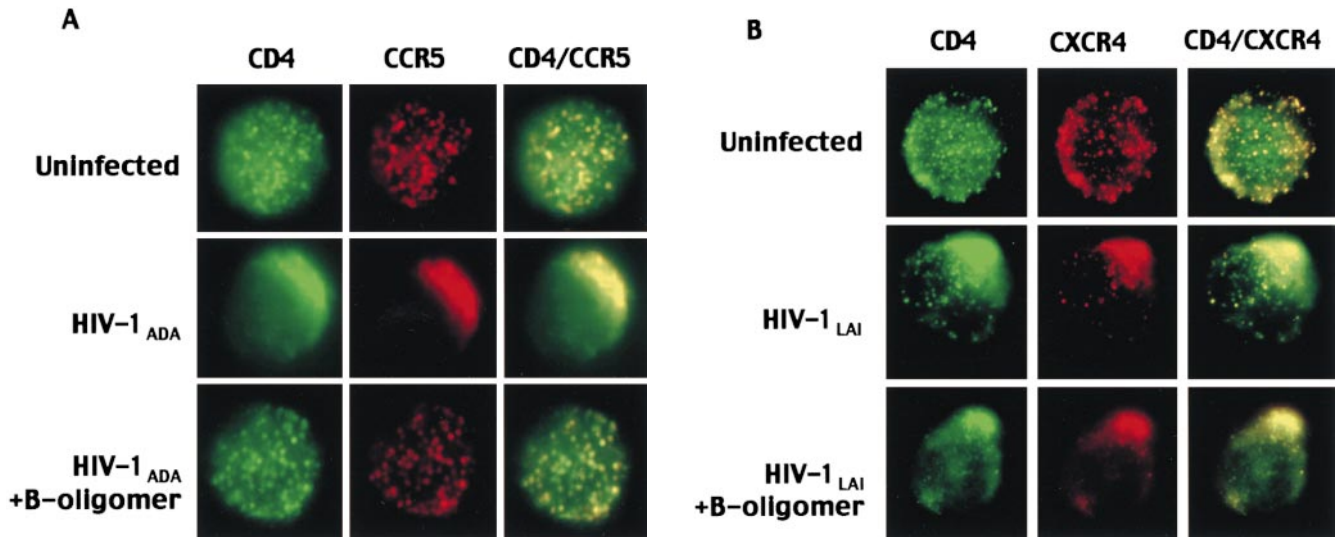 A
CD4 CCR5 CD4/CCR5
Uninfected
HIV-1 ADA
HIV-1 ADA
+B-oligomer
B
CD4 CXCR4 CD4/CXCR4
Uninfected
HIV-1 LAI
HIV-1 LAI
+B-oligomer